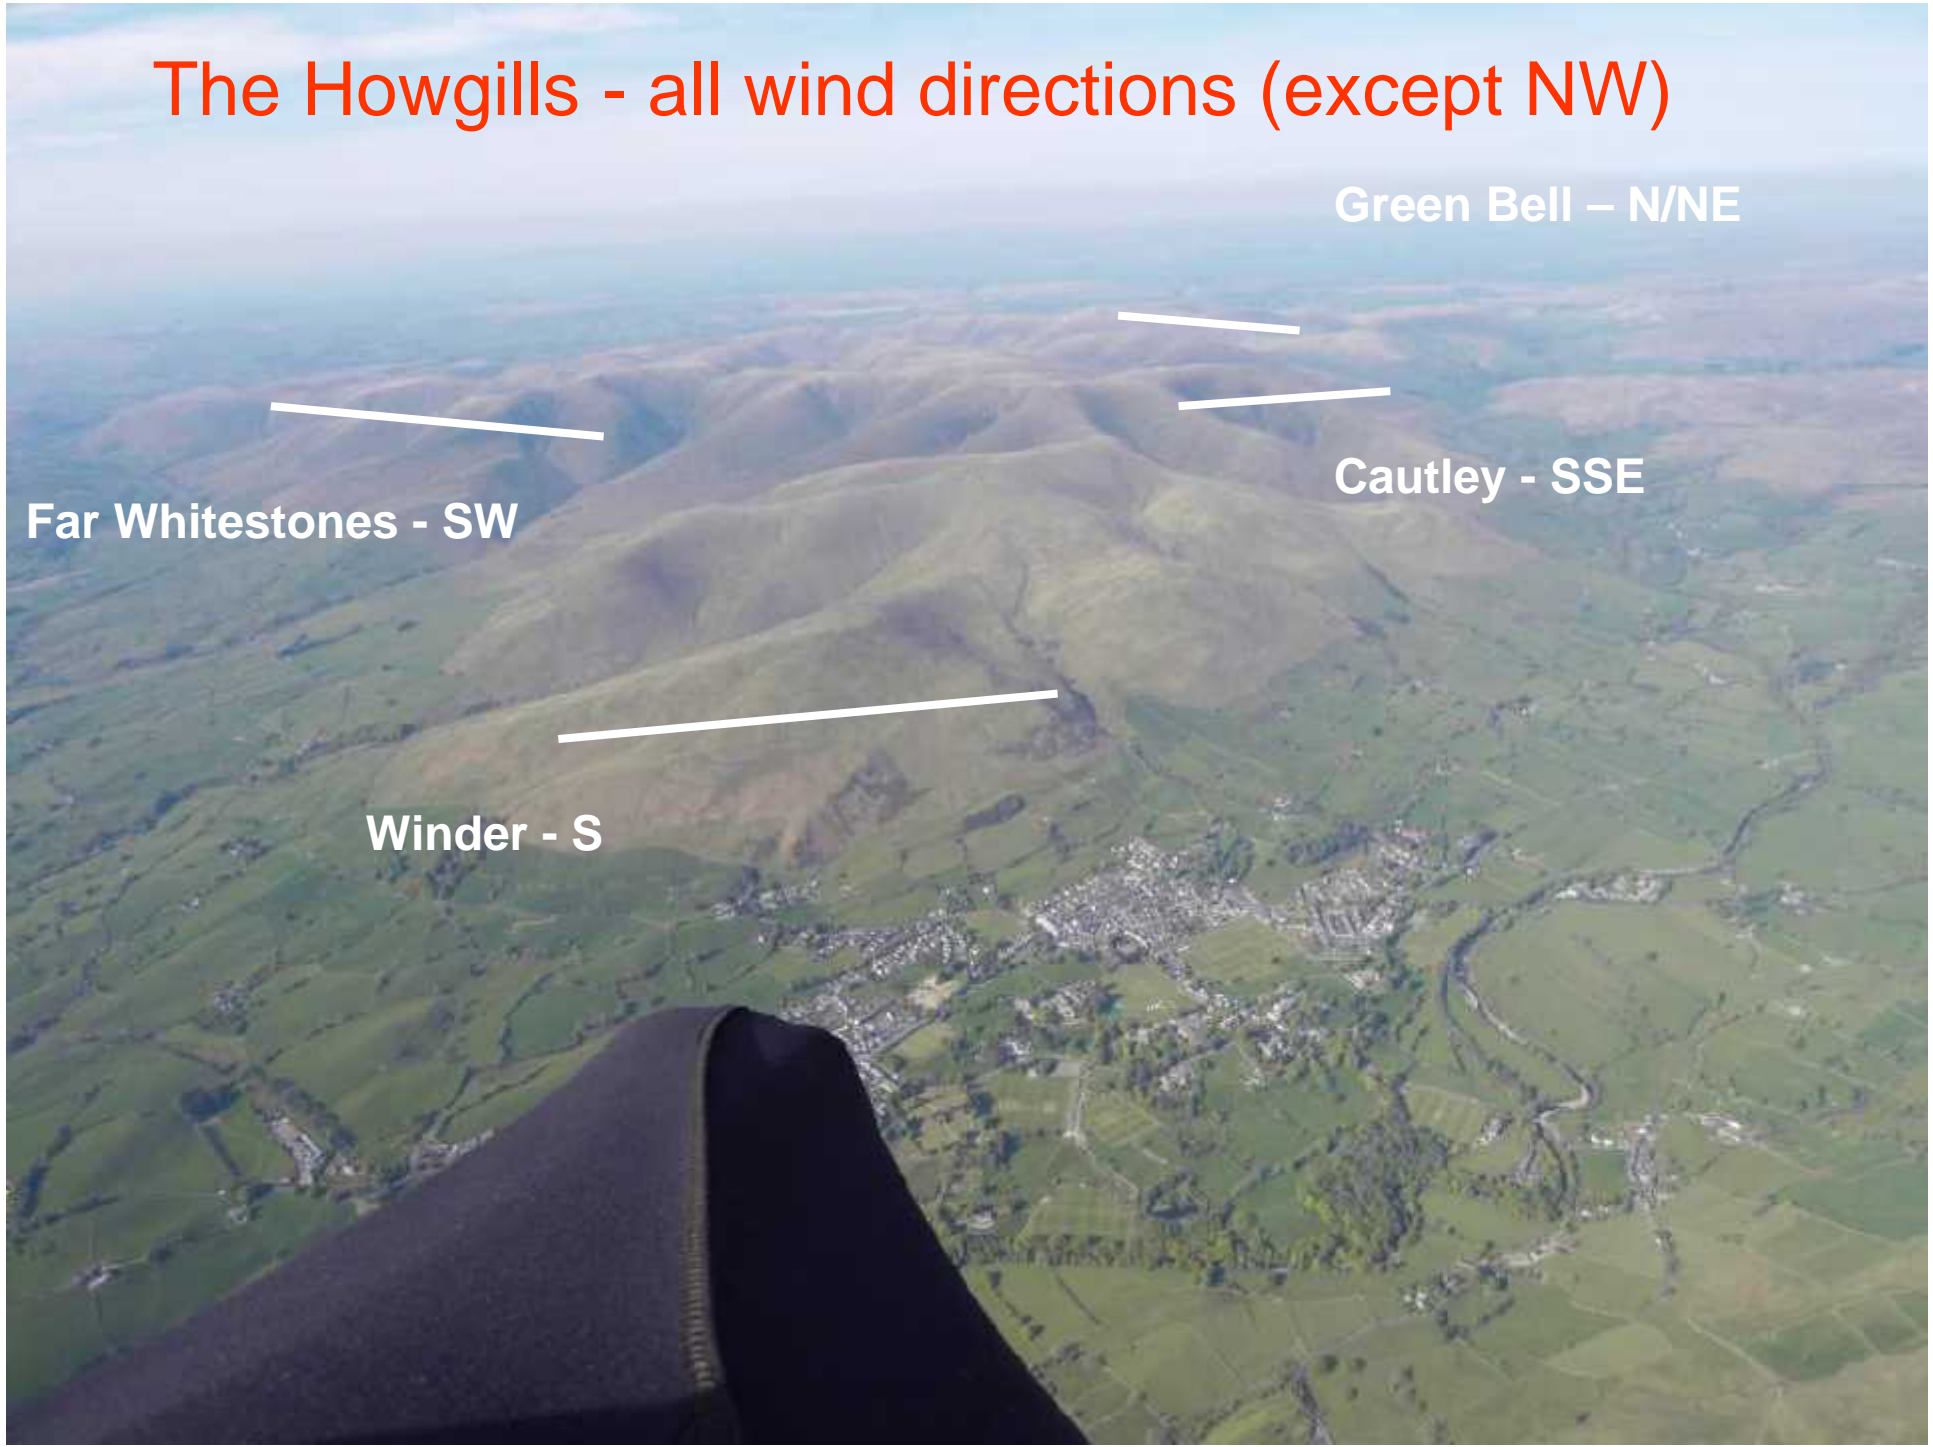 The Howgills - all wind directions (except NW)
Green Bell – N/NE
Cautley - SSE
Far Whitestones - SW
Winder - S